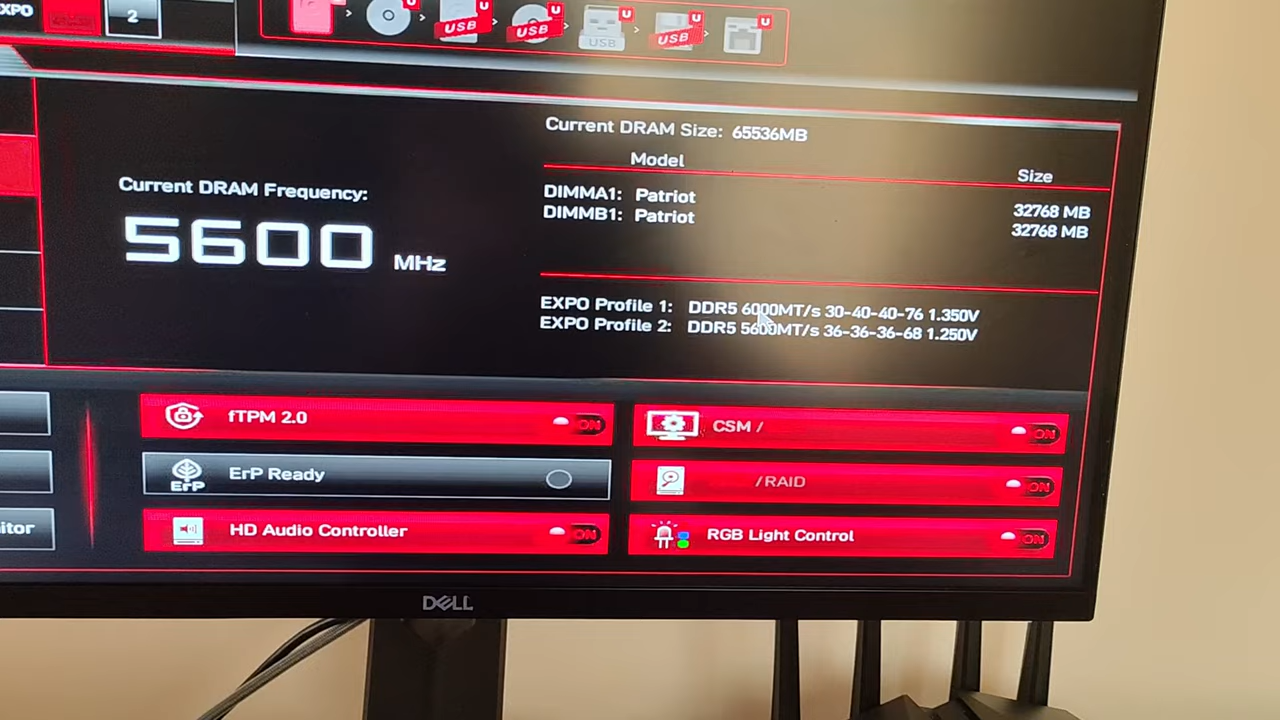 XPO
2
U
U
USB
U
USB
U
USB
U
USB
U
Current DRAM Frequency:
5600 MHz
Current DRAM Size: 65536MB
Model Size
DIMMA1: Patriot 32768 MB
DIMMB1: Patriot 32768 MB
EXPO Profile 1: DDR5 6000MT/s 30-40-40-76 1.350V
EXPO Profile 2: DDR5 5600MT/s 36-36-36-68 1.250V
fTPM 2.0 ON
CSM / ON
ErP
ErP Ready
/RAID ON
itor
HD Audio Controller ON
RGB Light Control ON
DELL